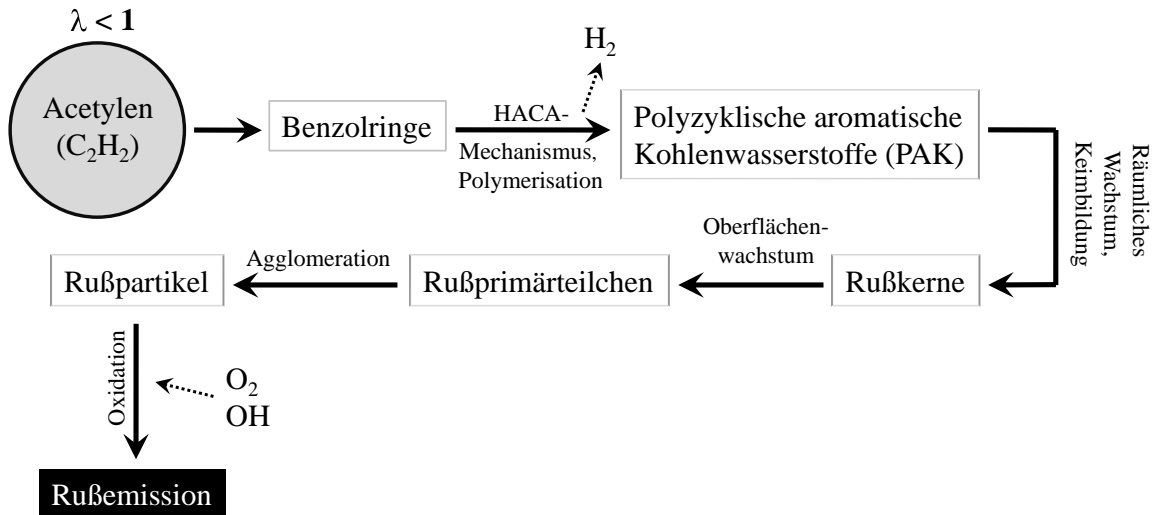 λ < 1
Acetylen
(C₂H₂)
Benzolringe
HACA-
Mechanismus,
Polymerisation
H₂
Polyzyklische aromatische
Kohlenwasserstoffe (PAK)
Räumliches
Wachstum,
Keimbildung
Rußkerne
Oberflächen-
wachstum
Rußprimärteilchen
Agglomeration
Rußpartikel
Oxidation
O₂
OH
Rußemission